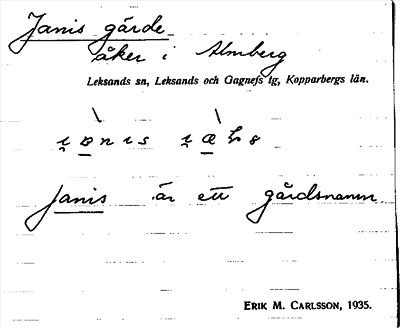 Janis gärde
åker i Almberg
Leksands sn, Leksands och Gagnefs tg, Kopparbergs län.
Janis är ett gårdsnamn
ERIK M. CARLSSON, 1935.